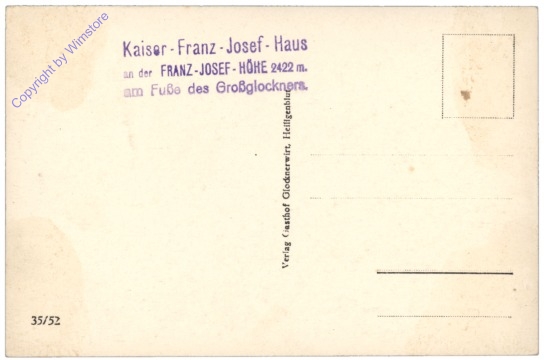 Kaiser-Franz-Josef-Haus
an der FRANZ-JOSEF-HÖHE 2422 m.
am Fuße des Großglockners.
Copyright by Wimstore
Verlag Gasthof Glocknerwirt, Heiligenblut
35/52